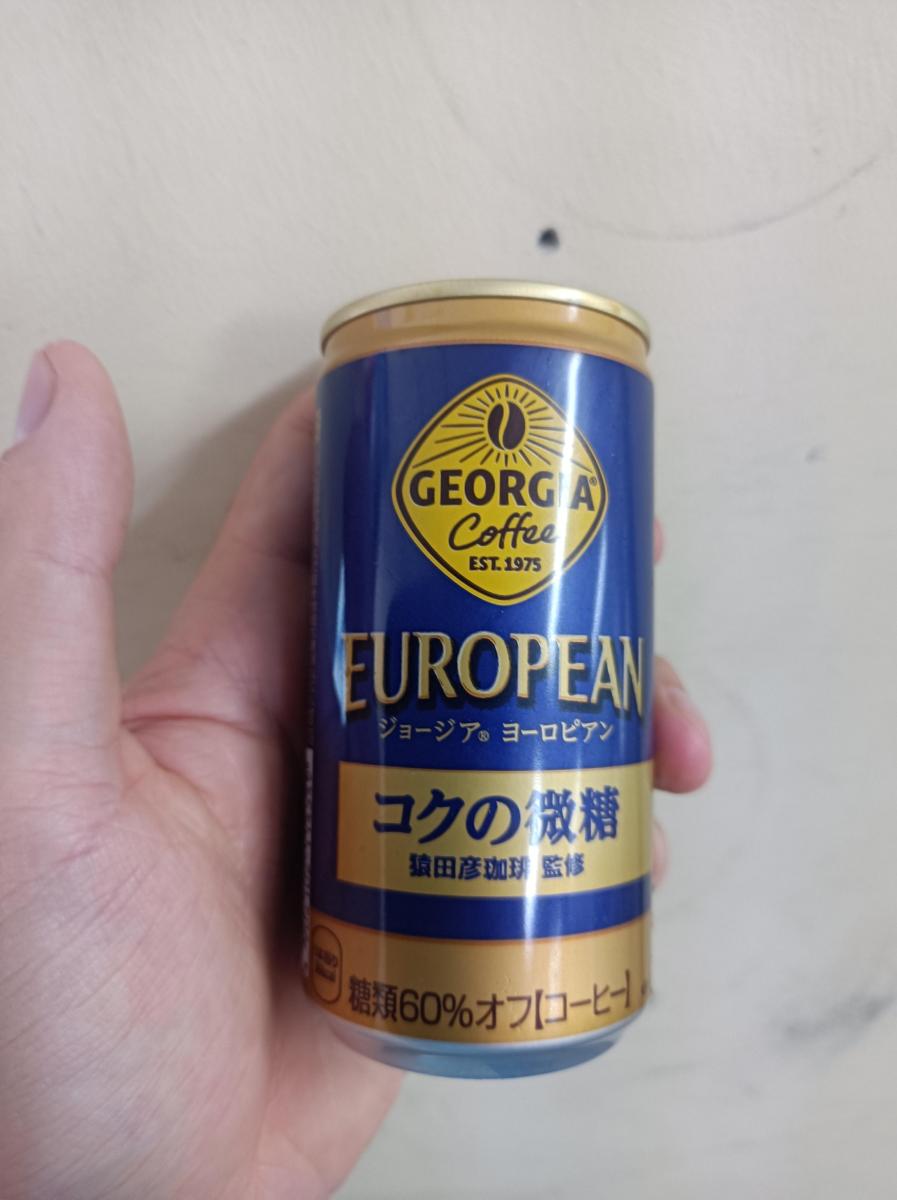 GEORGIA®
Coffee
EST. 1975
EUROPEAN
ジョージア® ヨーロピアン
コクの微糖
猿田彦珈琲 監修
糖類60%オフ【コーヒー】